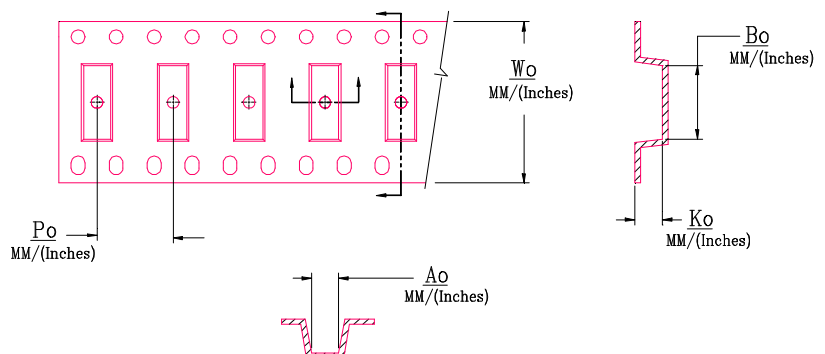 Wo
MM/(Inches)
Bo
MM/(Inches)
Po
MM/(Inches)
Ko
MM/(Inches)
Ao
MM/(Inches)